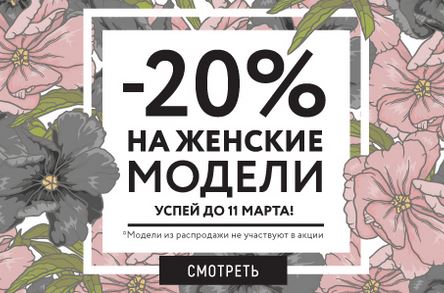 -20%
НА ЖЕНСКИЕ
МОДЕЛИ
УСПЕЙ ДО 11 МАРТА!
*Модели из распродажи не участвуют в акции
СМОТРЕТЬ